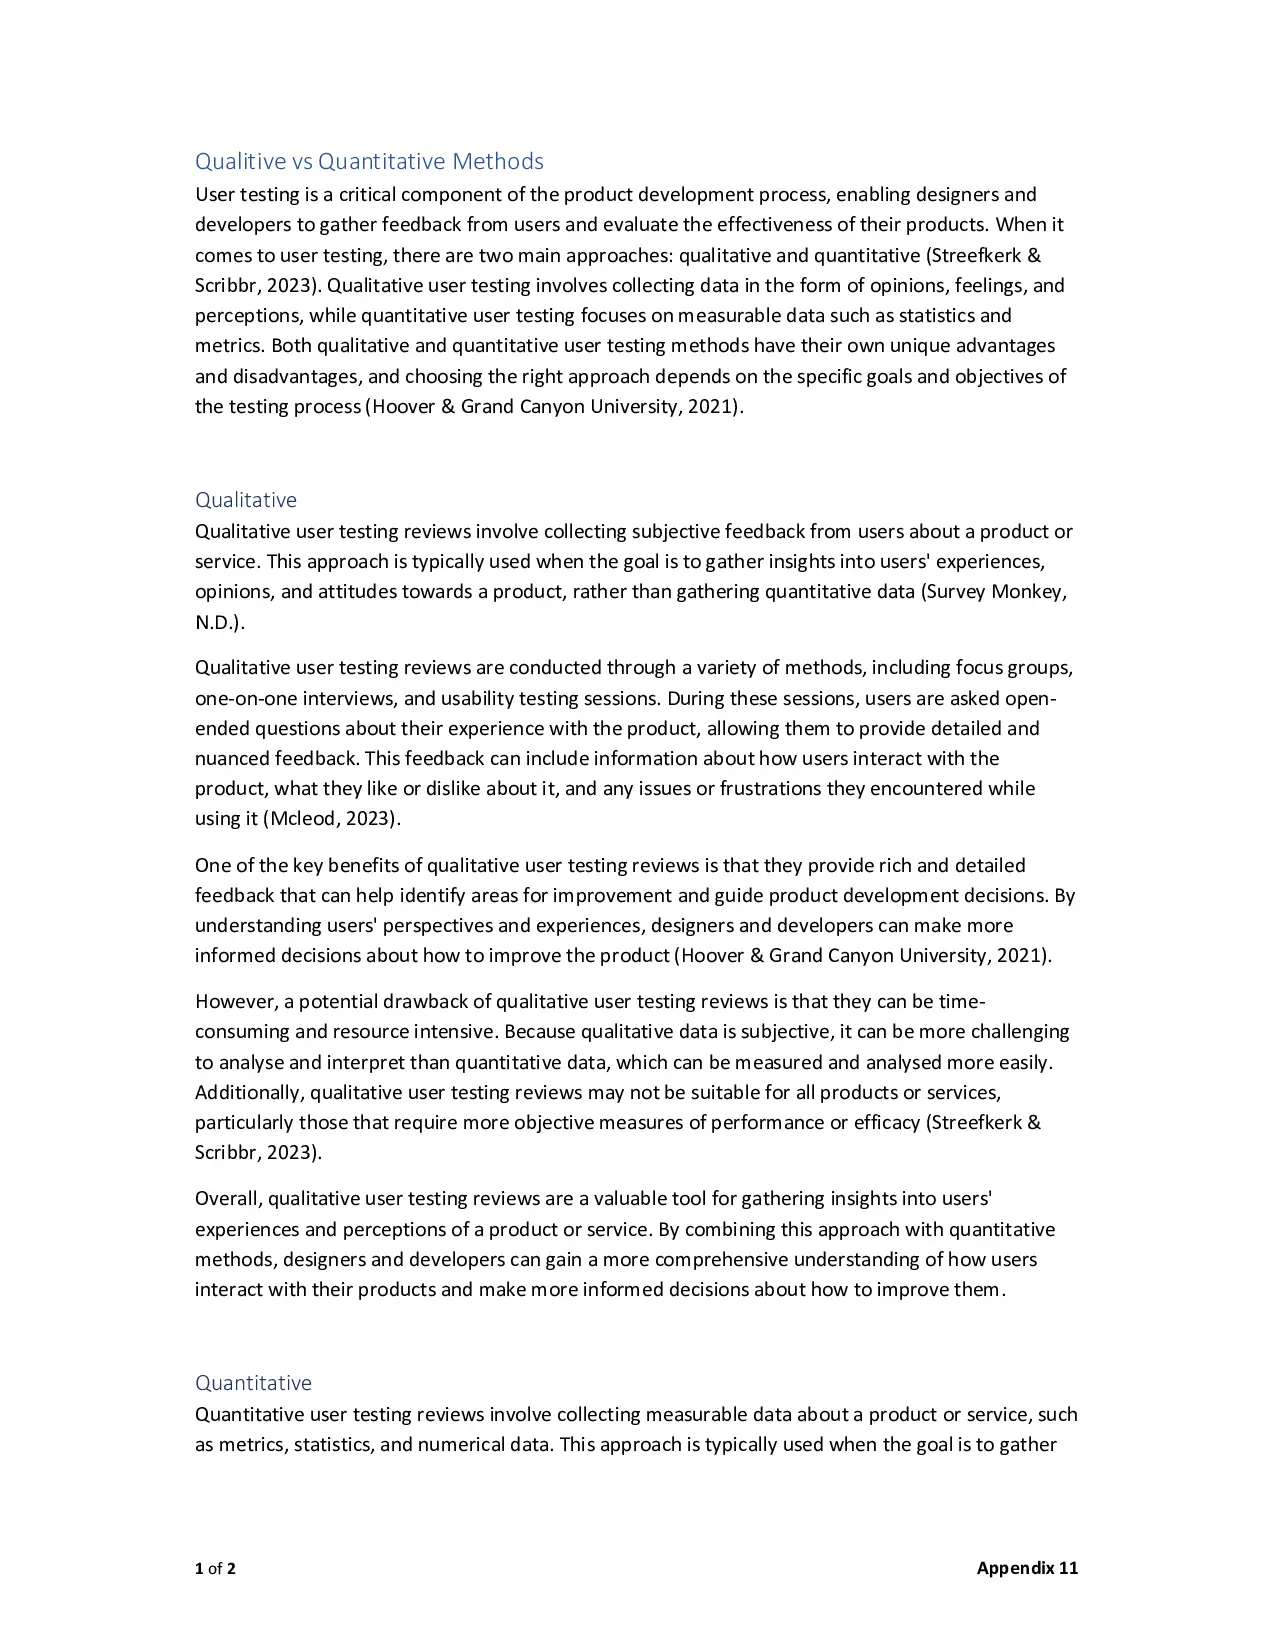 Qualitive vs Quantitative Methods
User testing is a critical component of the product development process, enabling designers and
developers to gather feedback from users and evaluate the effectiveness of their products. When it
comes to user testing, there are two main approaches: qualitative and quantitative (Streefkerk &
Scribbr, 2023). Qualitative user testing involves collecting data in the form of opinions, feelings, and
perceptions, while quantitative user testing focuses on measurable data such as statistics and
metrics. Both qualitative and quantitative user testing methods have their own unique advantages
and disadvantages, and choosing the right approach depends on the specific goals and objectives of
the testing process (Hoover & Grand Canyon University, 2021).
Qualitative
Qualitative user testing reviews involve collecting subjective feedback from users about a product or
service. This approach is typically used when the goal is to gather insights into users' experiences,
opinions, and attitudes towards a product, rather than gathering quantitative data (Survey Monkey,
N.D.).
Qualitative user testing reviews are conducted through a variety of methods, including focus groups,
one-on-one interviews, and usability testing sessions. During these sessions, users are asked open-
ended questions about their experience with the product, allowing them to provide detailed and
nuanced feedback. This feedback can include information about how users interact with the
product, what they like or dislike about it, and any issues or frustrations they encountered while
using it (Mcleod, 2023).
One of the key benefits of qualitative user testing reviews is that they provide rich and detailed
feedback that can help identify areas for improvement and guide product development decisions. By
understanding users' perspectives and experiences, designers and developers can make more
informed decisions about how to improve the product (Hoover & Grand Canyon University, 2021).
However, a potential drawback of qualitative user testing reviews is that they can be time-
consuming and resource intensive. Because qualitative data is subjective, it can be more challenging
to analyse and interpret than quantitative data, which can be measured and analysed more easily.
Additionally, qualitative user testing reviews may not be suitable for all products or services,
particularly those that require more objective measures of performance or efficacy (Streefkerk &
Scribbr, 2023).
Overall, qualitative user testing reviews are a valuable tool for gathering insights into users'
experiences and perceptions of a product or service. By combining this approach with quantitative
methods, designers and developers can gain a more comprehensive understanding of how users
interact with their products and make more informed decisions about how to improve them.
Quantitative
Quantitative user testing reviews involve collecting measurable data about a product or service, such
as metrics, statistics, and numerical data. This approach is typically used when the goal is to gather
1 of 2 Appendix 11